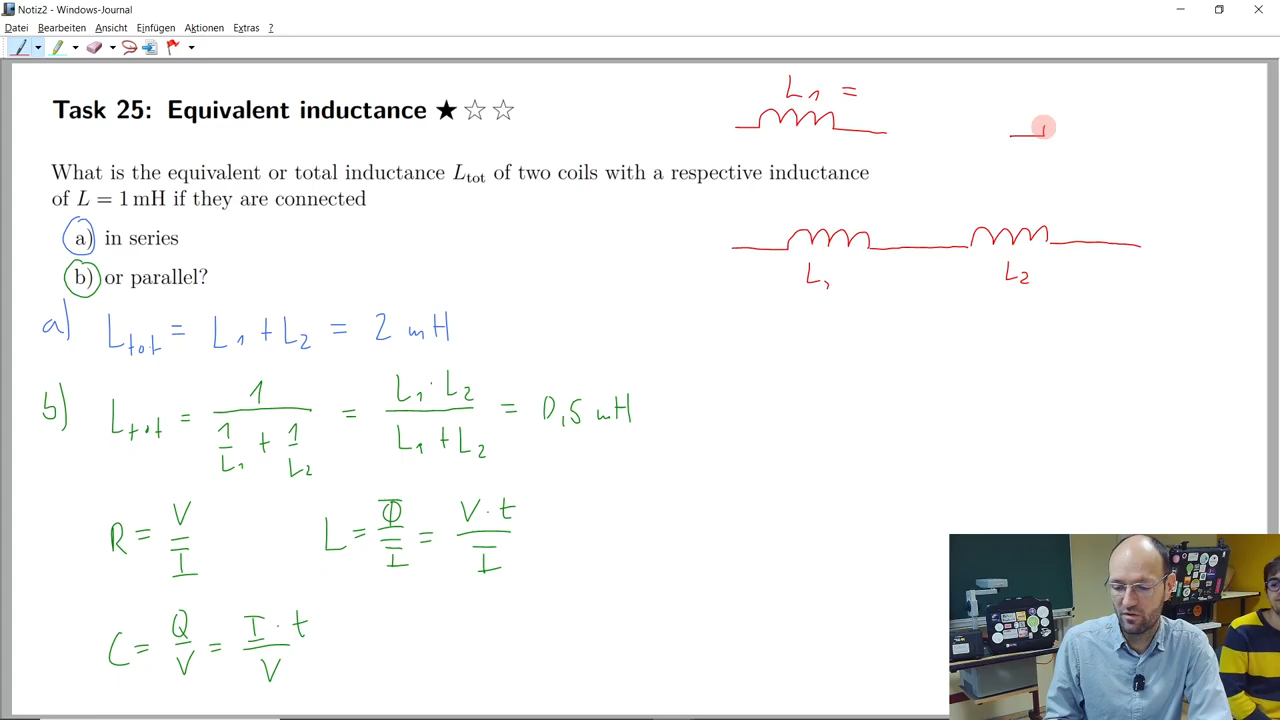 Notiz2 - Windows-Journal
Datei Bearbeiten Ansicht Einfügen Aktionen Extras ?
Task 25: Equivalent inductance ★☆☆
L1 =
What is the equivalent or total inductance Ltot of two coils with a respective inductance
of L = 1 mH if they are connected
a) in series
b) or parallel?
L1 L2
a) Ltot = L1 + L2 = 2 mH
b) Ltot = 1 / (1/L1 + 1/L2) = L1 · L2 / (L1 + L2) = 0,5 mH
R = V/I L = Φ/I = V · t / I
C = Q/V = I · t / V